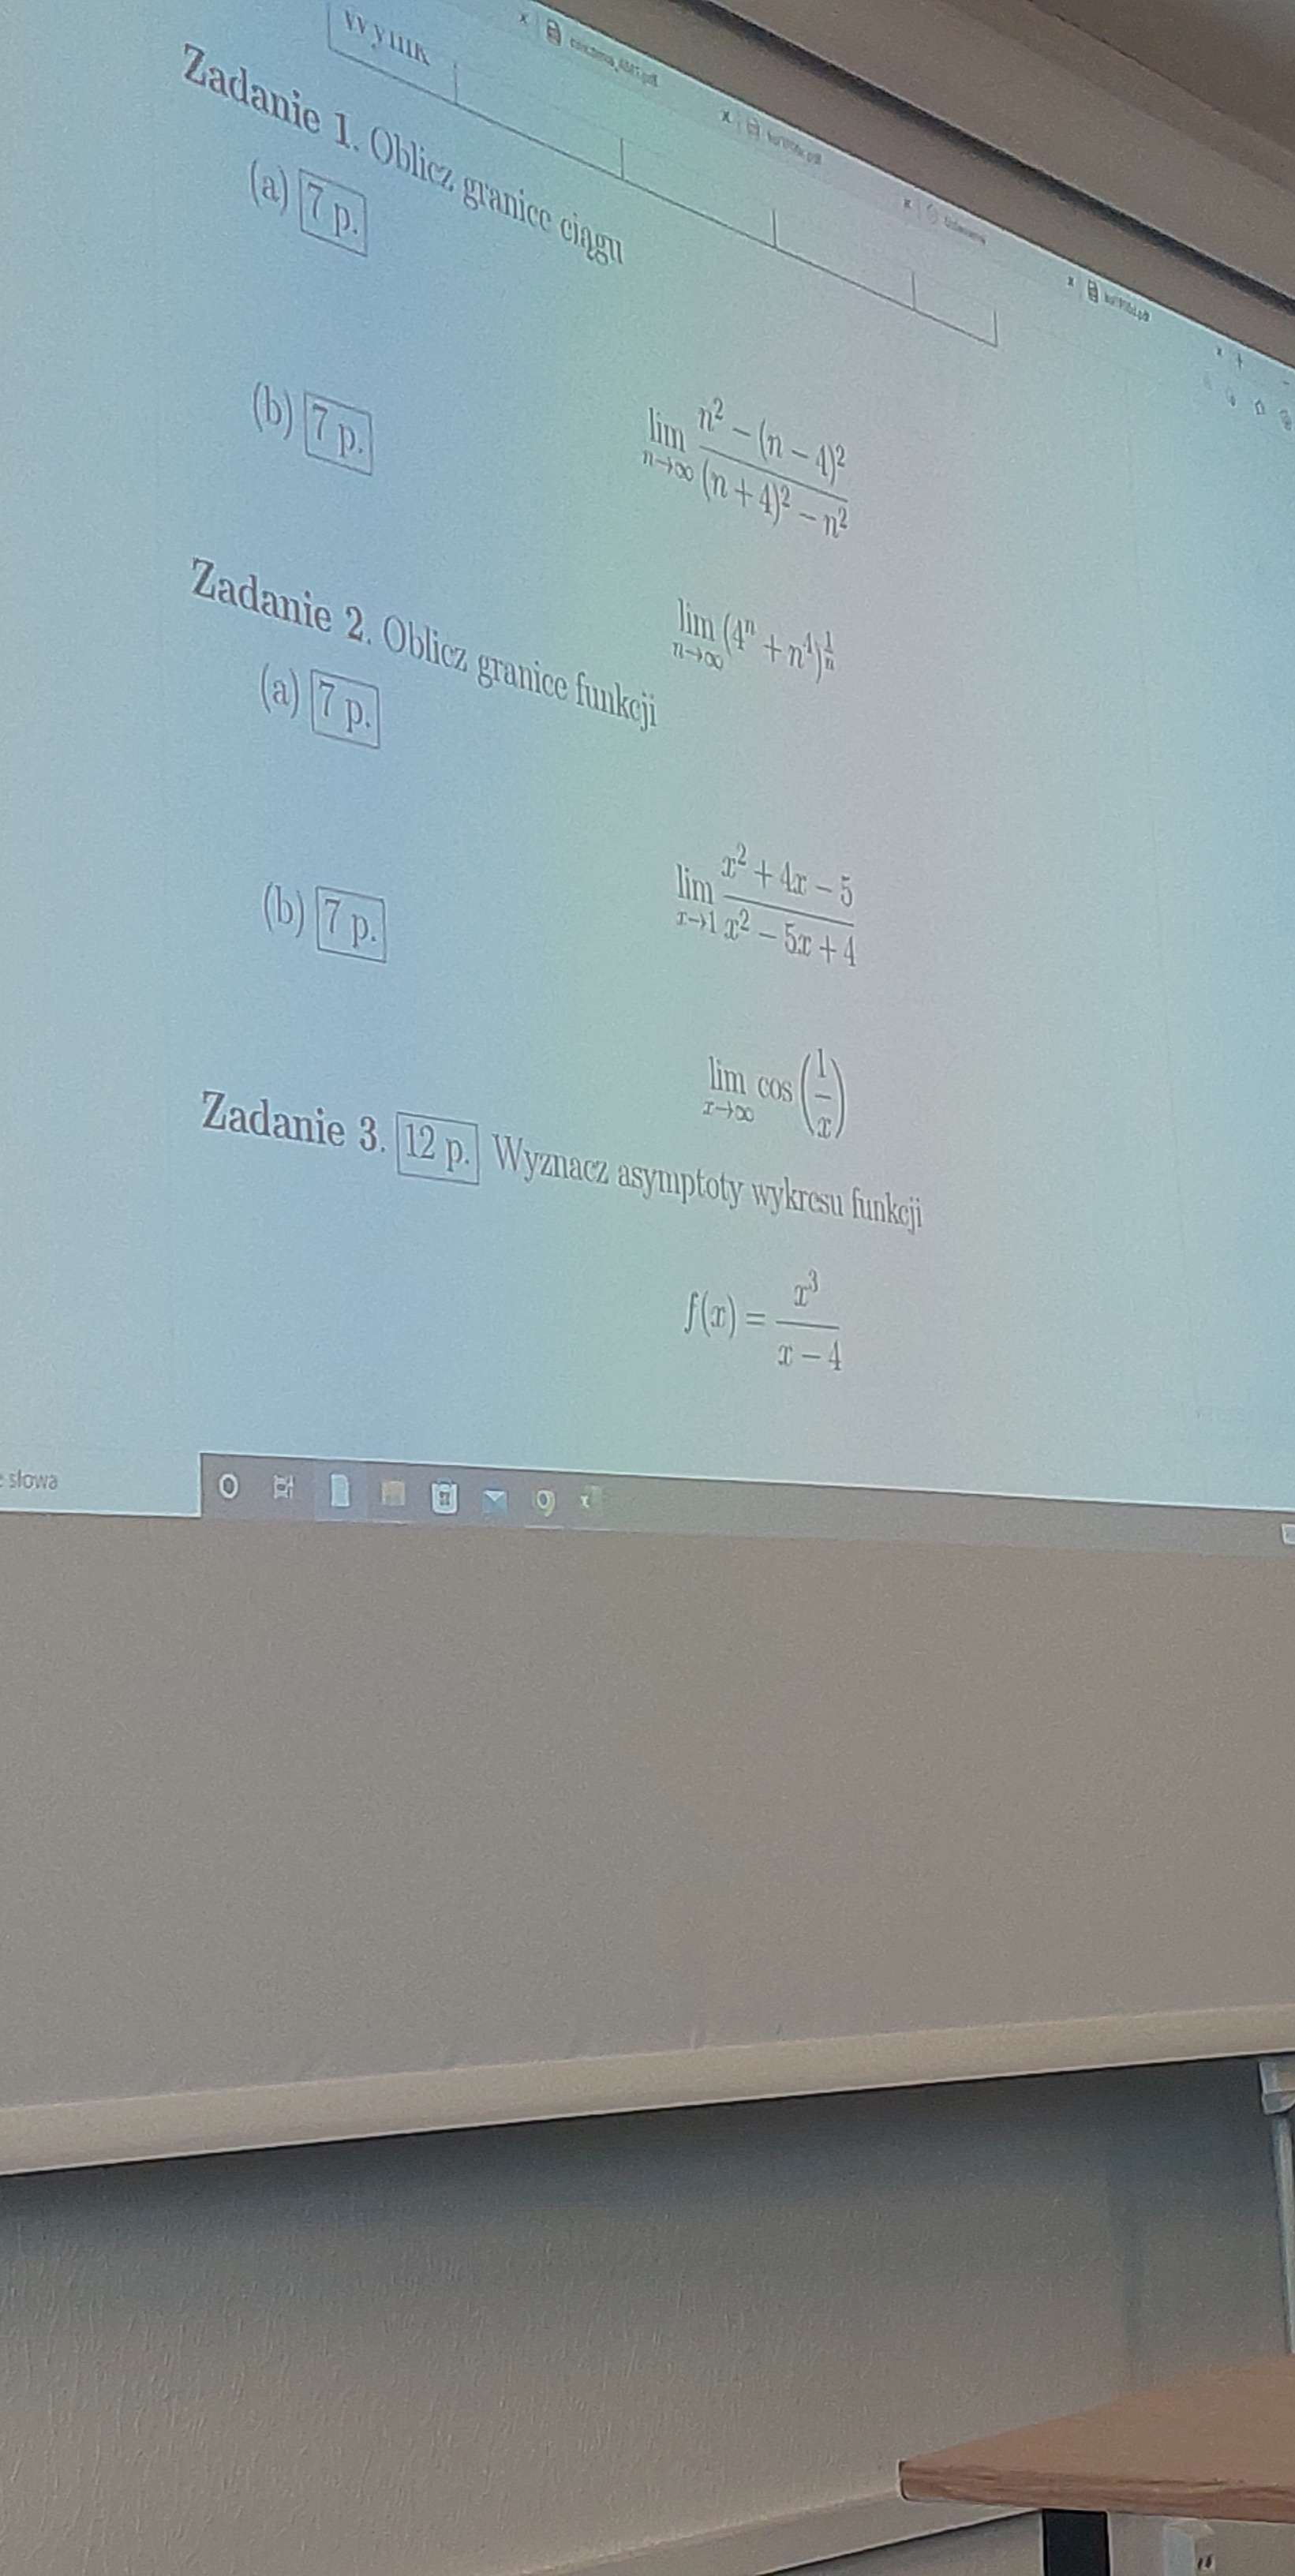 Wynik
Zadanie 1. Oblicz granice ciągu
(a) 7 p.
lim n→∞ (n² − (n − 4)²) / ((n + 4)² − n²)
(b) 7 p.
lim n→∞ (4ⁿ + n⁴)^(1/n)
Zadanie 2. Oblicz granice funkcji
(a) 7 p.
lim x→1 (x² + 4x − 5) / (x² − 5x + 4)
(b) 7 p.
lim x→∞ cos (1/x)
Zadanie 3. 12 p. Wyznacz asymptoty wykresu funkcji
f(x) = x³ / (x − 4)
słowa